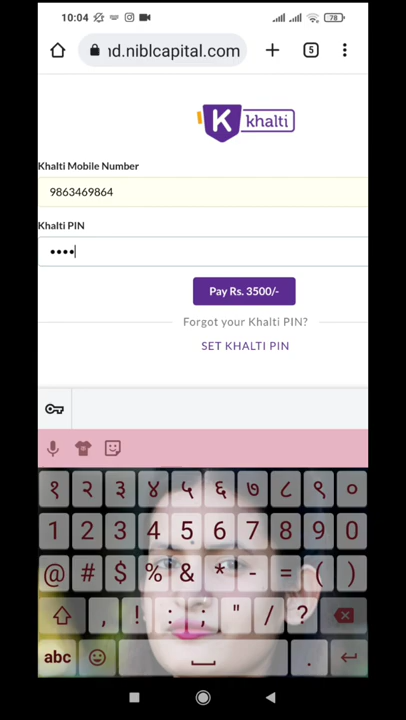 10:04 78
nd.niblcapital.com 5
K khalti
Khalti Mobile Number
9863469864
Khalti PIN
••••
Pay Rs. 3500/-
Forgot your Khalti PIN?
SET KHALTI PIN
१ २ ३ ४ ५ ६ ७ ८ ९ ०
1 2 3 4 5 6 7 8 9 0
@ # $ % & * - = ( )
, ! : ; " / ?
abc .